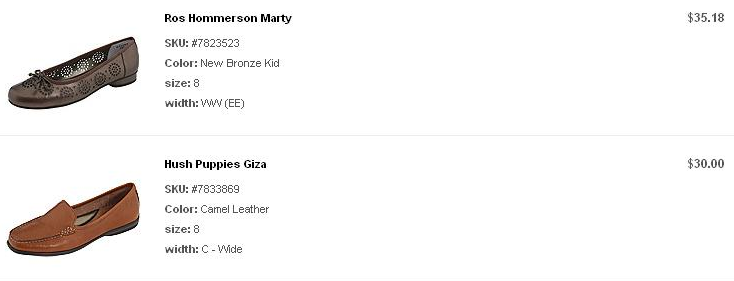 Ros Hommerson Marty $35.18
SKU: #7823523
Color: New Bronze Kid
size: 8
width: WW (EE)
Hush Puppies Giza $30.00
SKU: #7833869
Color: Camel Leather
size: 8
width: C - Wide